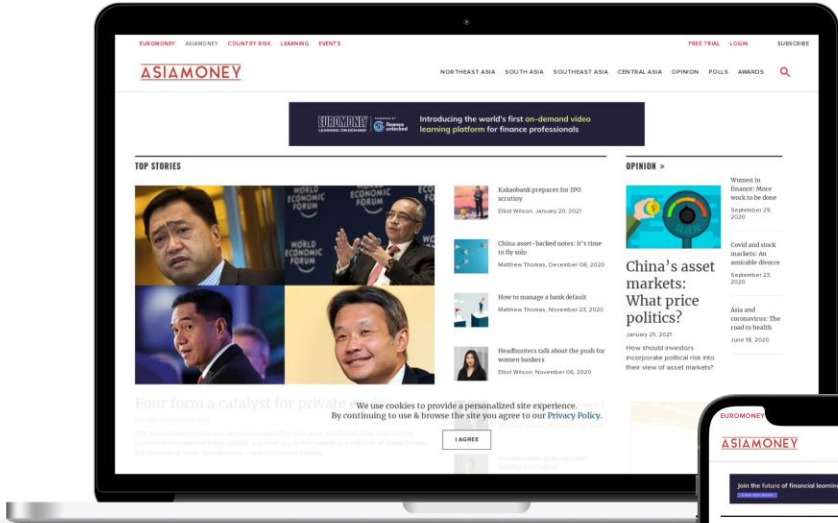 EUROMONEY ASIAMONEY COUNTRY RISK LEARNING EVENTS FREE TRIAL LOGIN SUBSCRIBE
ASIAMONEY
NORTHEAST ASIA SOUTH ASIA SOUTHEAST ASIA CENTRAL ASIA OPINION POLLS AWARDS
EUROMONEY
LEARNING ON-DEMAND
finance
unlocked
Introducing the world's first on-demand video
learning platform for finance professionals
TOP STORIES
WORLD
ECONOMIC
FORUM
WORLD
ECONOMIC
FORUM
Kakaobank prepares for IPO
scrutiny
Elliot Wilson, January 20, 2021
China asset-backed notes: it's time
to fly solo
Matthew Thomas, December 08, 2020
How to manage a bank default
Matthew Thomas, November 23, 2020
Headhunters talk about the push for
women bankers
Elliot Wilson, November 06, 2020
Four form a catalyst for private
OPINION »
China's asset
markets:
What price
politics?
January 25, 2021
How should investors
incorporate political risk into
their view of asset markets?
Women in
finance: More
work to be done
September 29,
2020
Covid and stock
markets: An
amicable divorce
September 23,
2020
Asia and
coronavirus: The
road to health
June 18, 2020
We use cookies to provide a personalized site experience.
By continuing to use & browse the site you agree to our Privacy Policy.
I AGREE
EUROMONEY
ASIAMONEY
Join the future of financial learning